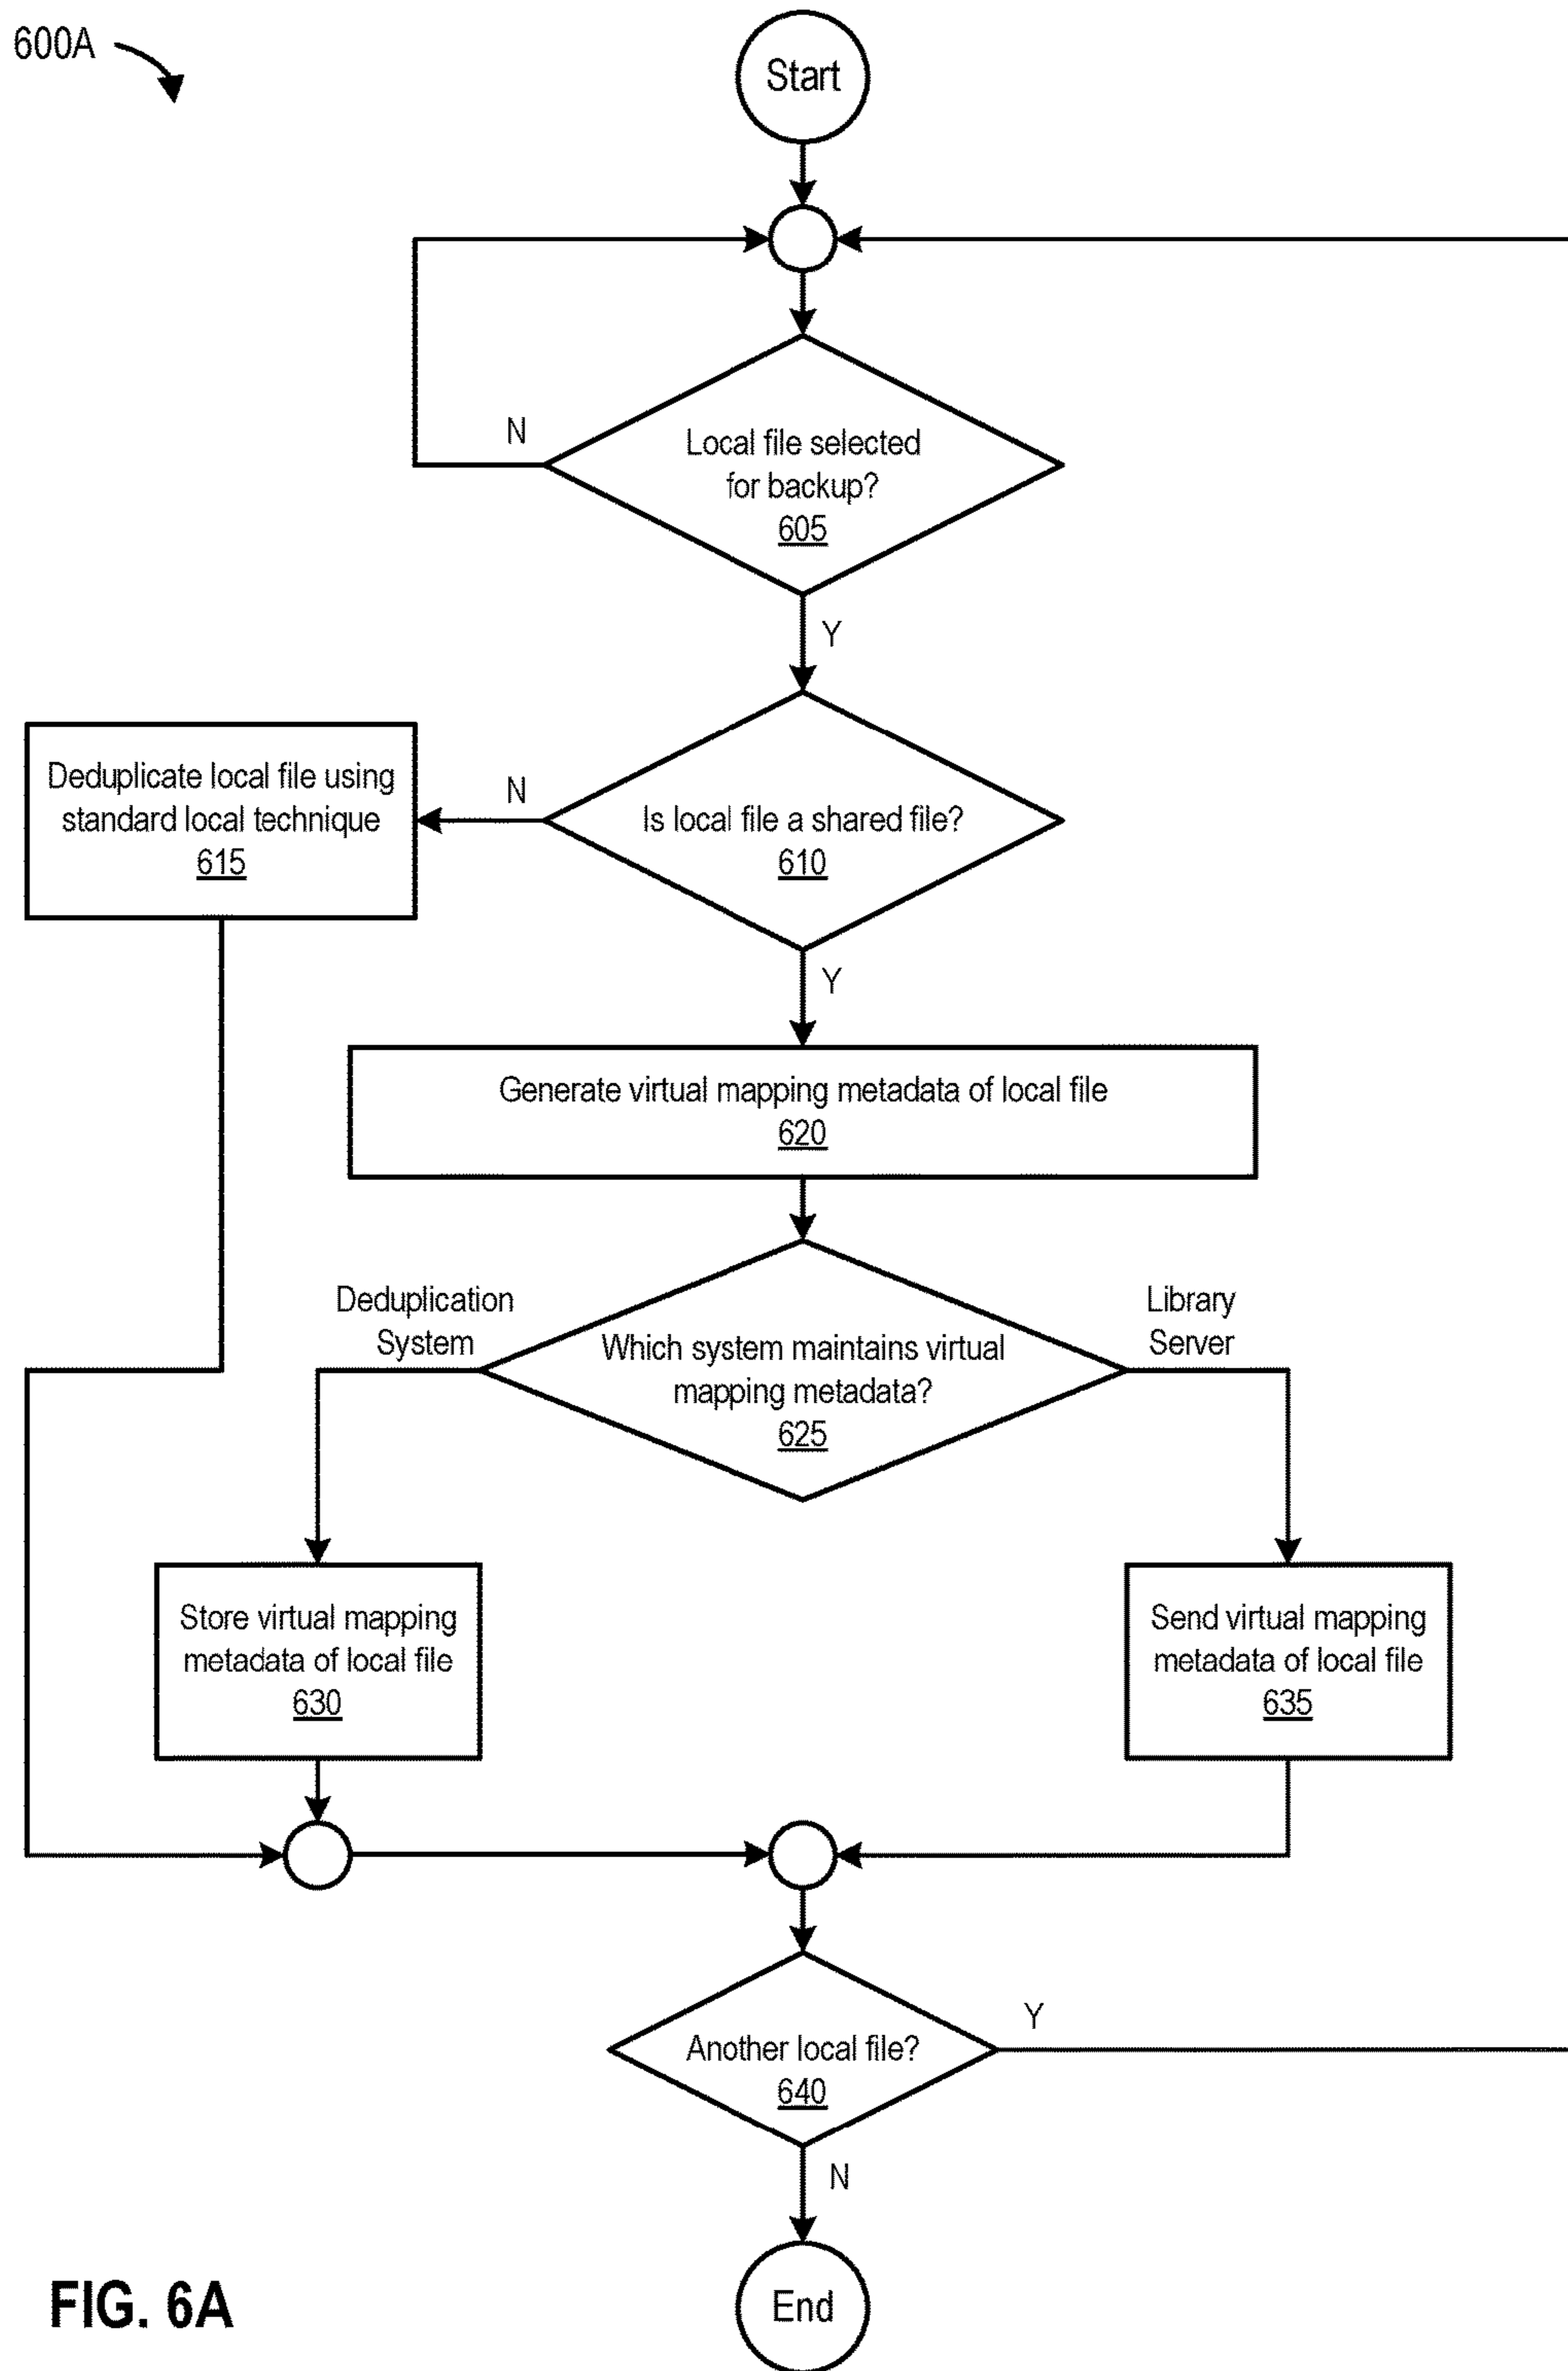 600A
Start
N
Local file selected
for backup?
605
Y
Deduplicate local file using
standard local technique
615
N
Is local file a shared file?
610
Y
Generate virtual mapping metadata of local file
620
Deduplication
System
Which system maintains virtual
mapping metadata?
625
Library
Server
Store virtual mapping
metadata of local file
630
Send virtual mapping
metadata of local file
635
Another local file?
640
Y
N
End
FIG. 6A